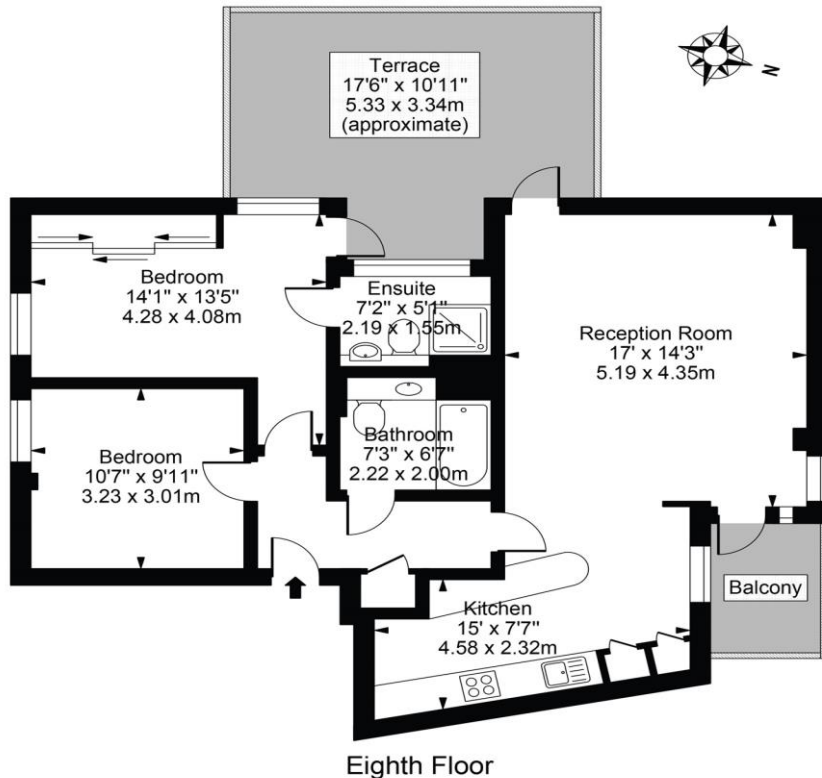 Terrace
17'6" x 10'11"
5.33 x 3.34m
(approximate)
N
Bedroom
14'1" x 13'5"
4.28 x 4.08m
Ensuite
7'2" x 5'1"
2.19 x 1.55m
Reception Room
17' x 14'3"
5.19 x 4.35m
Bedroom
10'7" x 9'11"
3.23 x 3.01m
Bathroom
7'3" x 6'7"
2.22 x 2.00m
Kitchen
15' x 7'7"
4.58 x 2.32m
Balcony
Eighth Floor